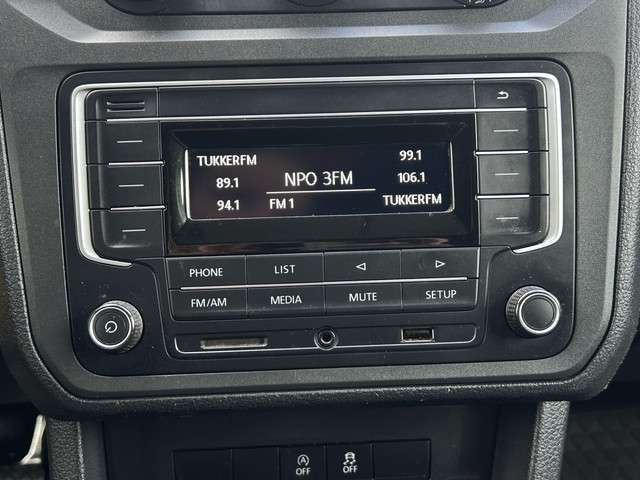 TUKKERFM 99.1
89.1 NPO 3FM 106.1
94.1 FM 1 TUKKERFM
PHONE LIST
FM/AM MEDIA MUTE SETUP
OFF OFF